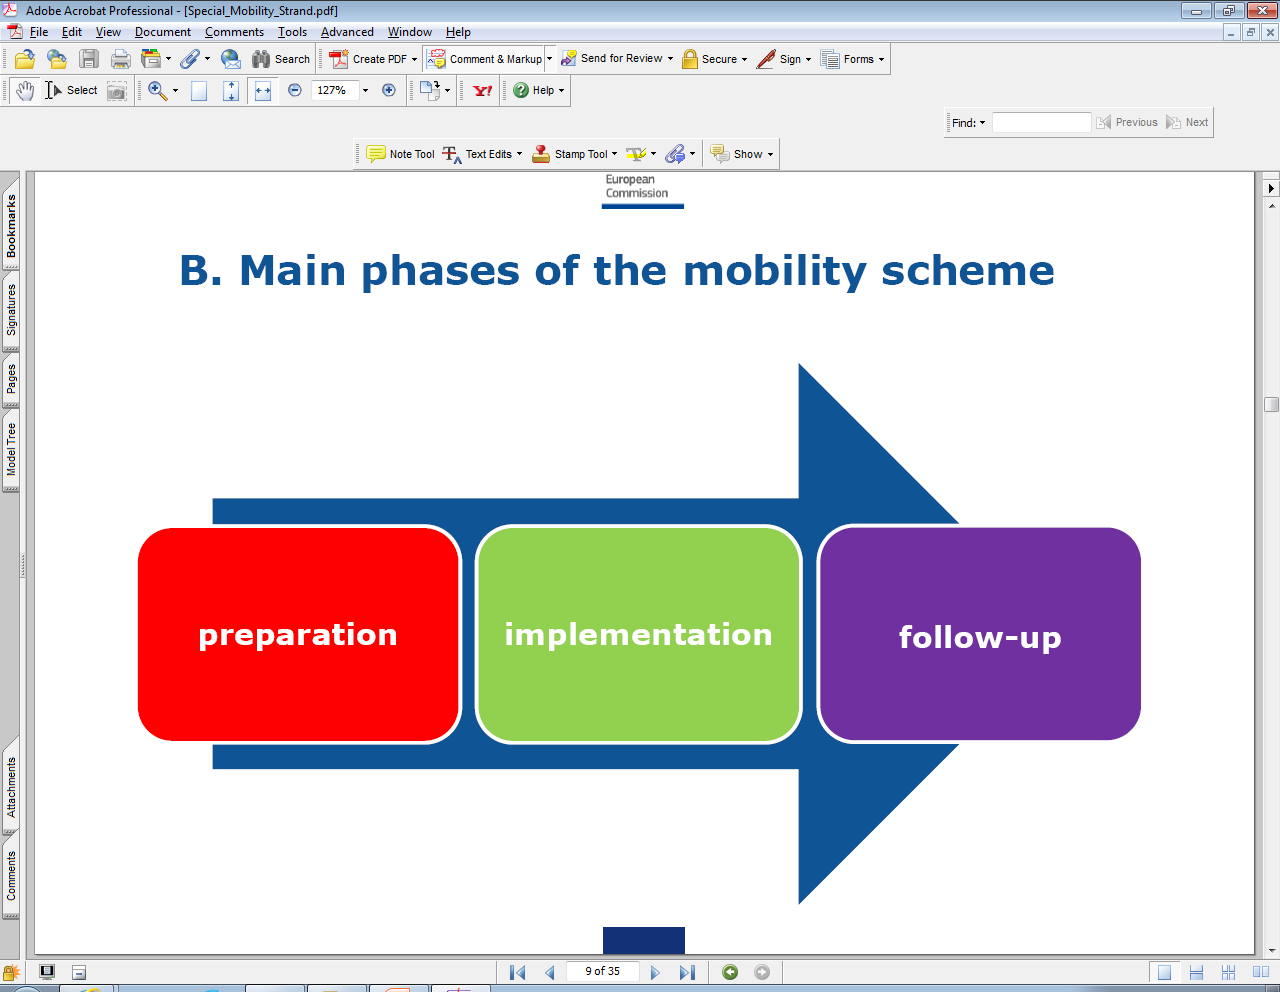 Adobe Acrobat Professional - [Special_Mobility_Strand.pdf]
File Edit View Document Comments Tools Advanced Window Help
Search Create PDF Comment & Markup Send for Review Secure Sign Forms
Select 127% Y! Help
Find: Previous Next
Note Tool Text Edits Stamp Tool Show
European
Commission
B. Main phases of the mobility scheme
preparation implementation follow-up
Bookmarks
Signatures
Pages
Model Tree
Attachments
Comments
9 of 35